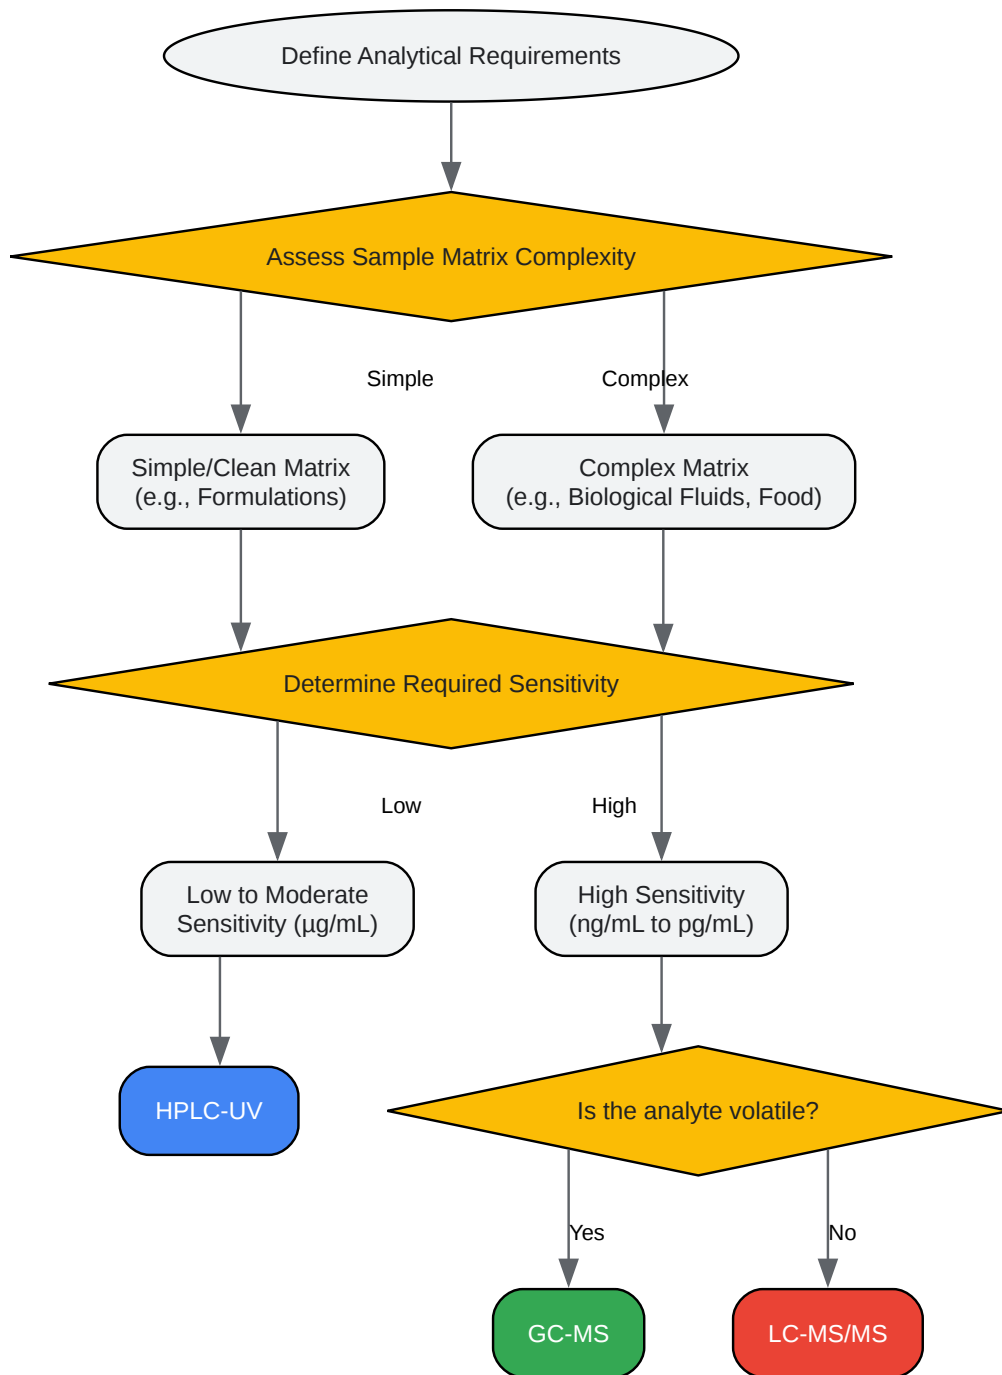 Define Analytical Requirements
Assess Sample Matrix Complexity
Simple
Complex
Simple/Clean Matrix
(e.g., Formulations)
Complex Matrix
(e.g., Biological Fluids, Food)
Determine Required Sensitivity
Low
High
Low to Moderate
Sensitivity (µg/mL)
High Sensitivity
(ng/mL to pg/mL)
HPLC-UV
Is the analyte volatile?
Yes
No
GC-MS
LC-MS/MS